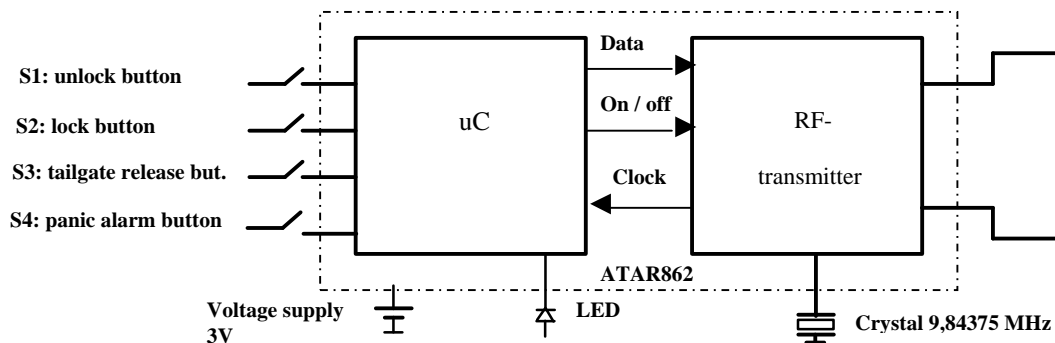 Data
S1: unlock button
On / off
S2: lock button
uC
RF-
transmitter
S3: tailgate release but.
Clock
S4: panic alarm button
ATAR862
Voltage supply
3V
LED
Crystal 9,84375 MHz